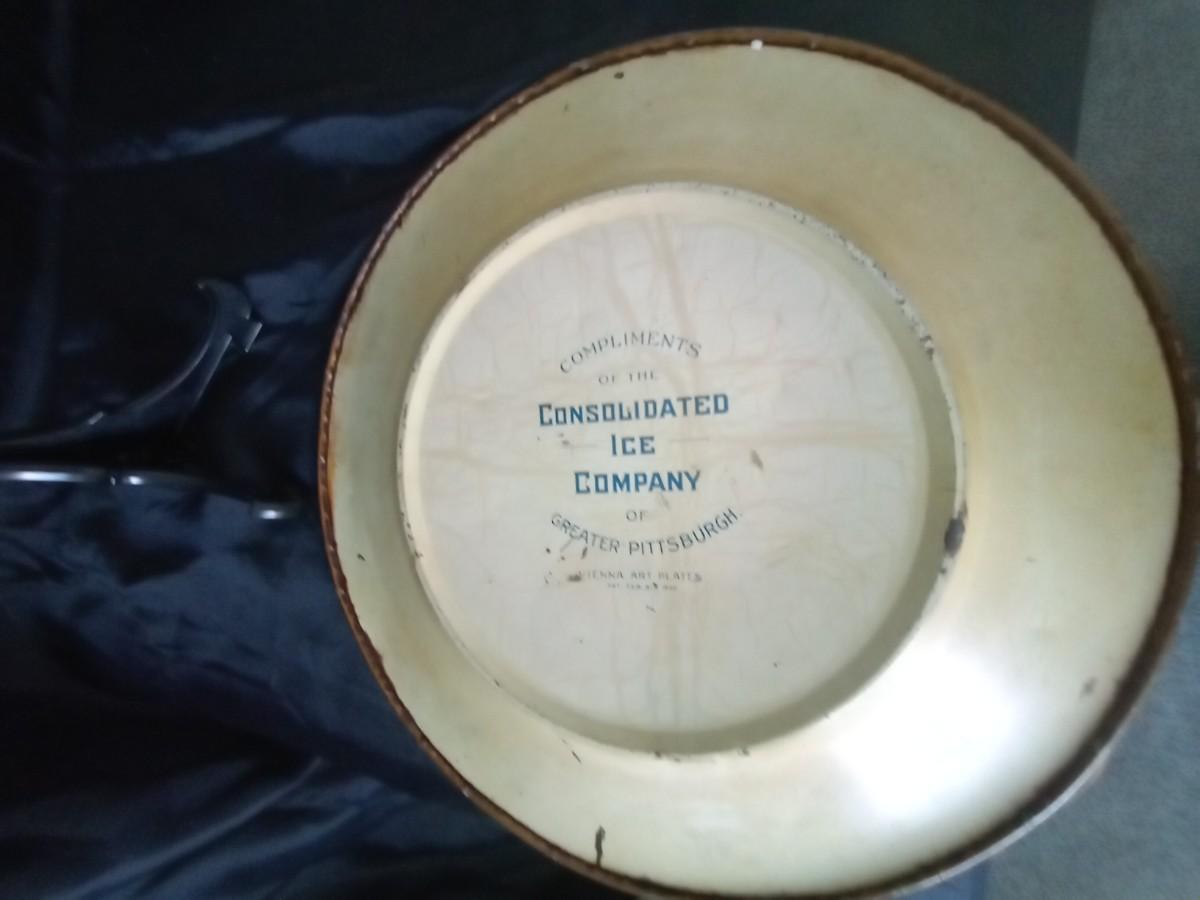 COMPLIMENTS
OF THE
CONSOLIDATED
ICE
COMPANY
OF
GREATER PITTSBURGH.
VIENNA ART PLATES